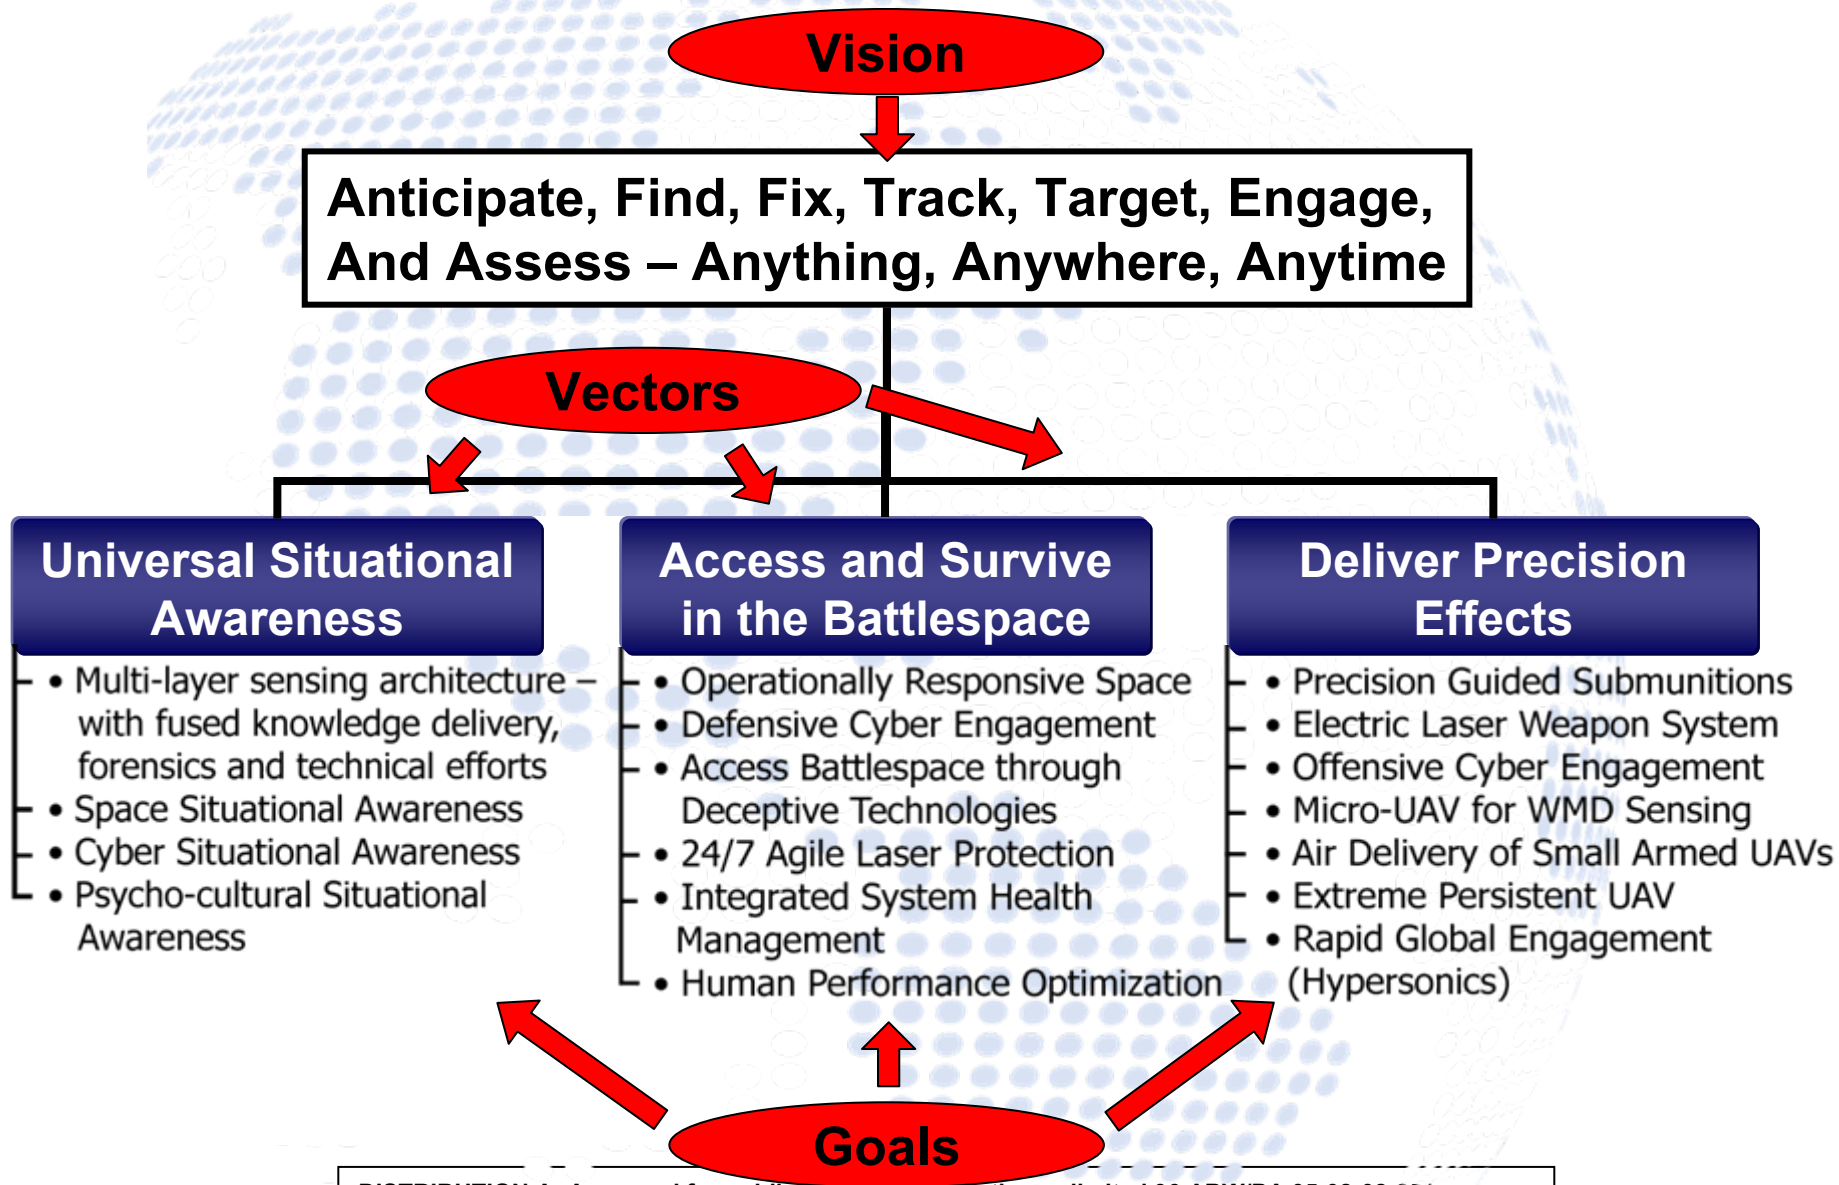 Vision
Anticipate, Find, Fix, Track, Target, Engage,
And Assess – Anything, Anywhere, Anytime
Vectors
Universal Situational
Awareness
• Multi-layer sensing architecture –
with fused knowledge delivery,
forensics and technical efforts
• Space Situational Awareness
• Cyber Situational Awareness
• Psycho-cultural Situational
Awareness
Access and Survive
in the Battlespace
• Operationally Responsive Space
• Defensive Cyber Engagement
• Access Battlespace through
Deceptive Technologies
• 24/7 Agile Laser Protection
• Integrated System Health
Management
• Human Performance Optimization
Deliver Precision
Effects
• Precision Guided Submunitions
• Electric Laser Weapon System
• Offensive Cyber Engagement
• Micro-UAV for WMD Sensing
• Air Delivery of Small Armed UAVs
• Extreme Persistent UAV
• Rapid Global Engagement
(Hypersonics)
Goals